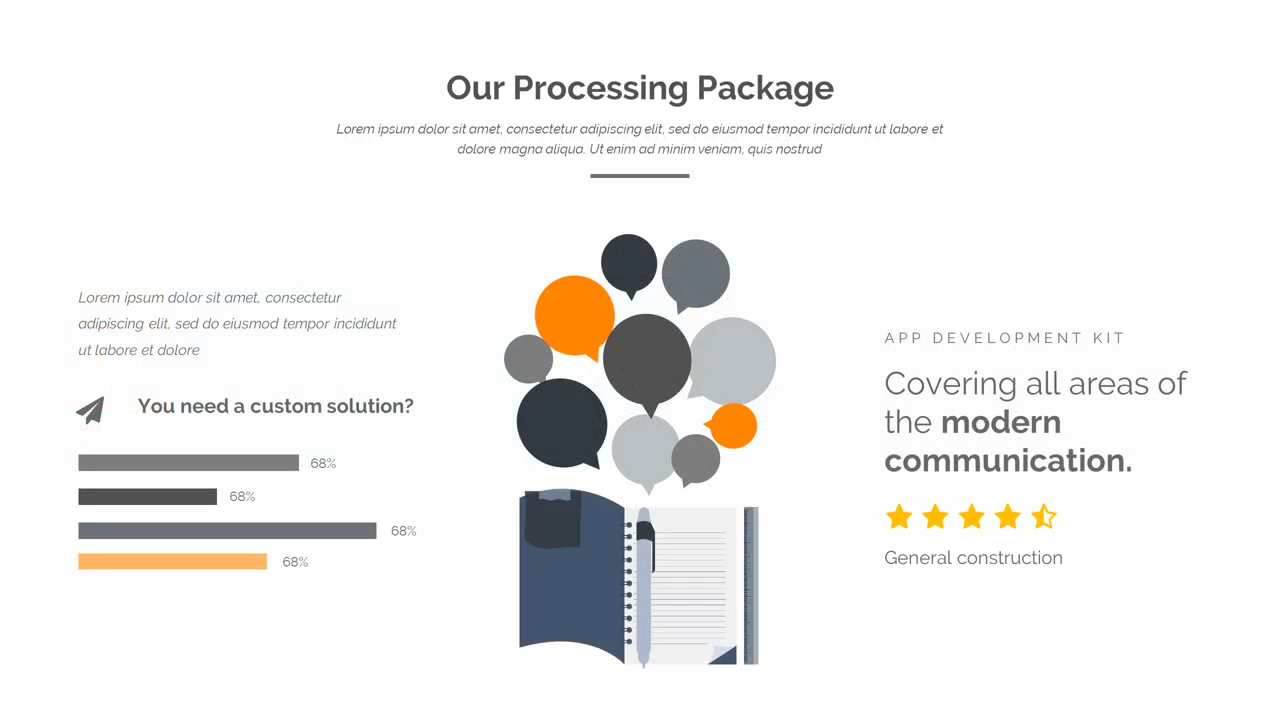 Our Processing Package
Lorem ipsum dolor sit amet, consectetur adipiscing elit, sed do eiusmod tempor incididunt ut labore et
dolore magna aliqua. Ut enim ad minim veniam, quis nostrud
Lorem ipsum dolor sit amet, consectetur
adipiscing elit, sed do eiusmod tempor incididunt
ut labore et dolore
You need a custom solution?
68%
68%
68%
68%
APP DEVELOPMENT KIT
Covering all areas of
the modern
communication.
General construction